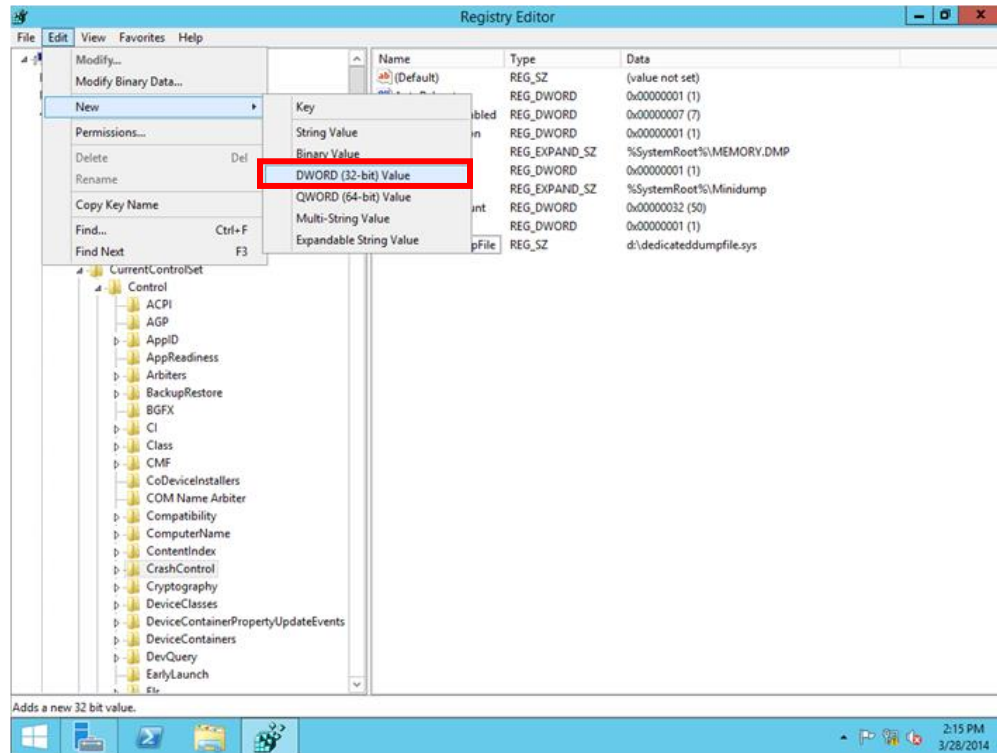 Registry Editor
File Edit View Favorites Help
Modify...
Modify Binary Data...
New
Permissions...
Delete Del
Rename
Copy Key Name
Find... Ctrl+F
Find Next F3
Key
String Value
Binary Value
DWORD (32-bit) Value
QWORD (64-bit) Value
Multi-String Value
Expandable String Value
Name Type Data
(Default) REG_SZ (value not set)
REG_DWORD 0x00000001 (1)
bled REG_DWORD 0x00000007 (7)
REG_DWORD 0x00000001 (1)
REG_EXPAND_SZ %SystemRoot%\MEMORY.DMP
REG_DWORD 0x00000001 (1)
REG_EXPAND_SZ %SystemRoot%\Minidump
unt REG_DWORD 0x00000032 (50)
REG_DWORD 0x00000001 (1)
pFile REG_SZ d:\dedicateddumpfile.sys
CurrentControlSet
Control
ACPI
AGP
AppID
AppReadiness
Arbiters
BackupRestore
BGFX
CI
Class
CMF
CoDeviceInstallers
COM Name Arbiter
Compatibility
ComputerName
ContentIndex
CrashControl
Cryptography
DeviceClasses
DeviceContainerPropertyUpdateEvents
DeviceContainers
DevQuery
EarlyLaunch
Adds a new 32 bit value.
2:15 PM
3/28/2014